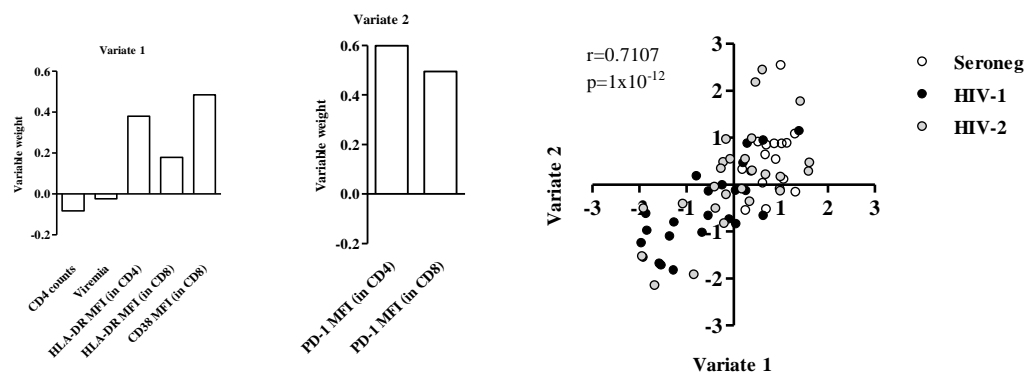 Variate 1
Variable weight
0.6
0.4
0.2
0.0
-0.2
CD4 counts
Viremia
HLA-DR MFI (in CD4)
HLA-DR MFI (in CD8)
CD38 MFI (in CD8)
Variate 2
Variable weight
0.6
0.4
0.2
0.0
-0.2
PD-1 MFI (in CD4)
PD-1 MFI (in CD8)
r=0.7107
p=1x10⁻¹²
Variate 2
3
2
1
-1
-2
-3
-3 -2 -1 0 1 2 3
Variate 1
Seroneg
HIV-1
HIV-2